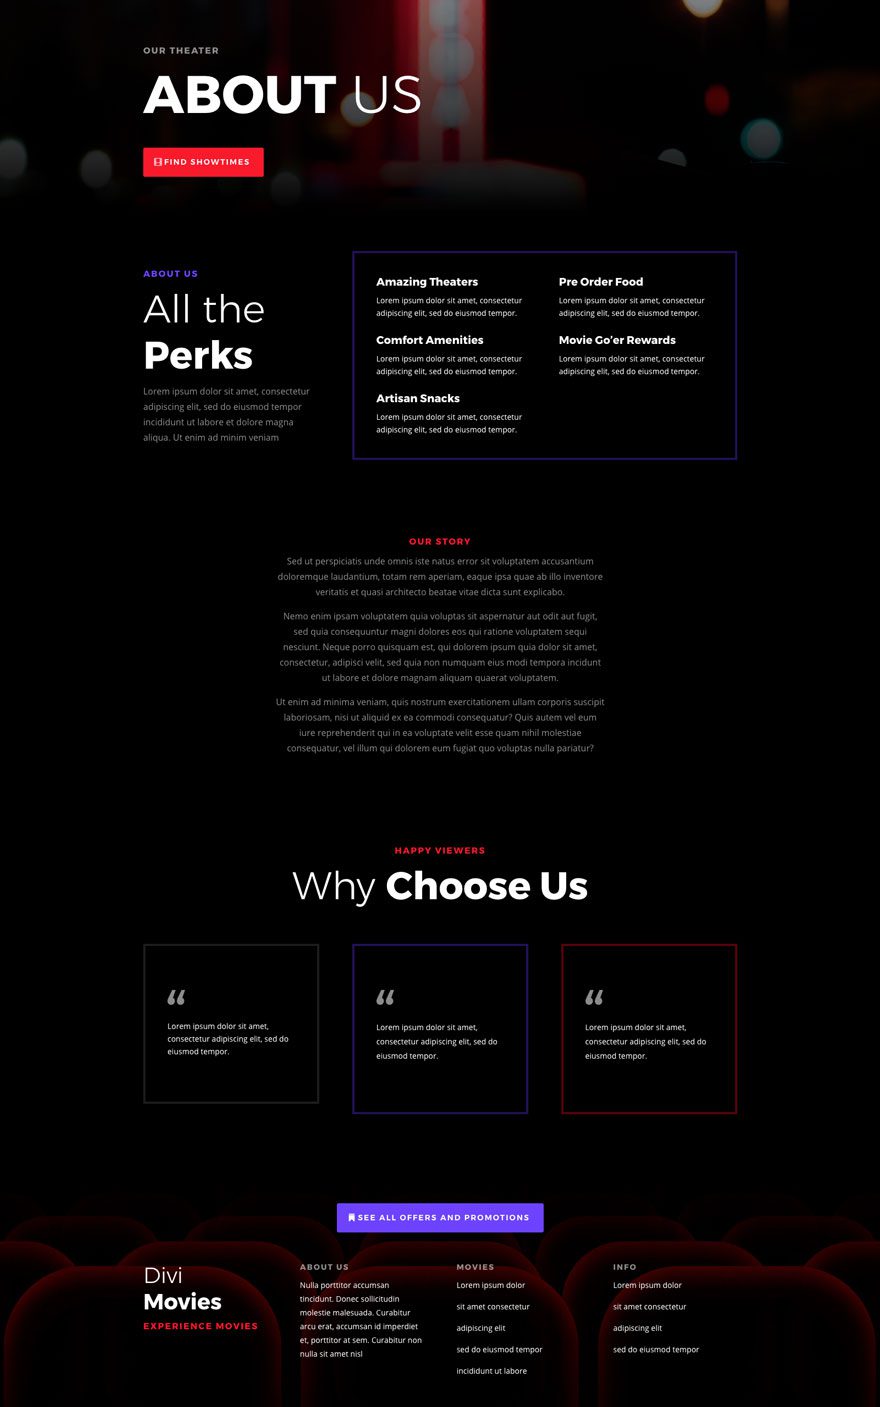 OUR THEATER
ABOUT US
FIND SHOWTIMES
ABOUT US
All the
Perks
Lorem ipsum dolor sit amet, consectetur
adipiscing elit, sed do eiusmod tempor
incididunt ut labore et dolore magna
aliqua. Ut enim ad minim veniam
Amazing Theaters
Lorem ipsum dolor sit amet, consectetur
adipiscing elit, sed do eiusmod tempor.
Pre Order Food
Lorem ipsum dolor sit amet, consectetur
adipiscing elit, sed do eiusmod tempor.
Comfort Amenities
Lorem ipsum dolor sit amet, consectetur
adipiscing elit, sed do eiusmod tempor.
Movie Go’er Rewards
Lorem ipsum dolor sit amet, consectetur
adipiscing elit, sed do eiusmod tempor.
Artisan Snacks
Lorem ipsum dolor sit amet, consectetur
adipiscing elit, sed do eiusmod tempor.
OUR STORY
Sed ut perspiciatis unde omnis iste natus error sit voluptatem accusantium
doloremque laudantium, totam rem aperiam, eaque ipsa quae ab illo inventore
veritatis et quasi architecto beatae vitae dicta sunt explicabo.
Nemo enim ipsam voluptatem quia voluptas sit aspernatur aut odit aut fugit,
sed quia consequuntur magni dolores eos qui ratione voluptatem sequi
nesciunt. Neque porro quisquam est, qui dolorem ipsum quia dolor sit amet,
consectetur, adipisci velit, sed quia non numquam eius modi tempora incidunt
ut labore et dolore magnam aliquam quaerat voluptatem.
Ut enim ad minima veniam, quis nostrum exercitationem ullam corporis suscipit
laboriosam, nisi ut aliquid ex ea commodi consequatur? Quis autem vel eum
iure reprehenderit qui in ea voluptate velit esse quam nihil molestiae
consequatur, vel illum qui dolorem eum fugiat quo voluptas nulla pariatur?
HAPPY VIEWERS
Why Choose Us
“
Lorem ipsum dolor sit amet,
consectetur adipiscing elit, sed do
eiusmod tempor.
“
Lorem ipsum dolor sit amet,
consectetur adipiscing elit, sed do
eiusmod tempor.
“
Lorem ipsum dolor sit amet,
consectetur adipiscing elit, sed do
eiusmod tempor.
SEE ALL OFFERS AND PROMOTIONS
Divi
Movies
EXPERIENCE MOVIES
ABOUT US
Nulla porttitor accumsan
tincidunt. Donec sollicitudin
molestie malesuada. Curabitur
arcu erat, accumsan id imperdiet
et, porttitor at sem. Curabitur non
nulla sit amet nisl
MOVIES
Lorem ipsum dolor
sit amet consectetur
adipiscing elit
sed do eiusmod tempor
incididunt ut labore
INFO
Lorem ipsum dolor
sit amet consectetur
adipiscing elit
sed do eiusmod tempor